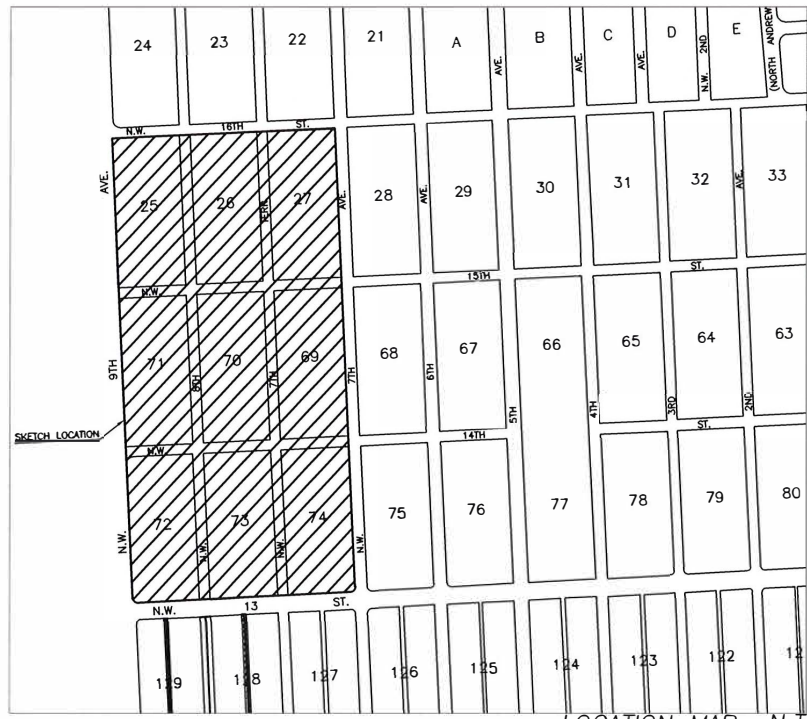 24 23 22 21 A B C D E
AVE. AVE. AVE. N.W. 2ND (NORTH ANDREW
N.W. 16TH ST.
AVE. 25 26 TERR. 27 AVE. 28 AVE. 29 30 31 32 AVE. 33
15TH ST.
N.W.
9TH 71 8TH 70 7TH 69 7TH 68 6TH 67 5TH 66 4TH 65 3RD 64 2ND 63
SKETCH LOCATION
14TH ST.
N.W.
N.W. 72 N.W. 73 N.W. 74 N.W. 75 76 77 78 79 80
N.W. 13 ST.
129 128 127 126 125 124 123 122 12
LOCATION MAP N.T